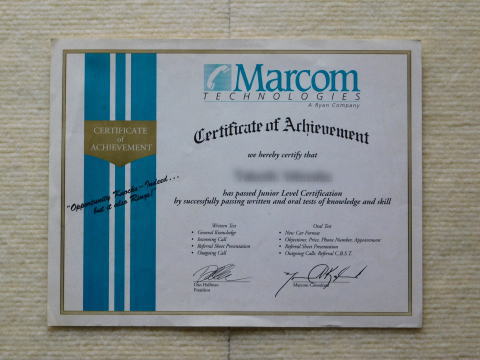 Marcom
TECHNOLOGIES
A Ryan Company
CERTIFICATE
of
ACHIEVEMENT
Certificate of Achievement
we hereby certify that
has passed Junior Level Certification
by successfully passing written and oral tests of knowledge and skill
"Opportunity Knocks--Indeed...
but it also Rings!"
Written Test
• General Knowledge
• Incoming Call
• Referral Sheet Presentation
• Outgoing Call
Oral Test
• New Car Format
• Objections: Price, Phone Number, Appointment
• Referral Sheet Presentation
• Outgoing Calls: Referral C.B.S.T.
President
Marcom Consultant